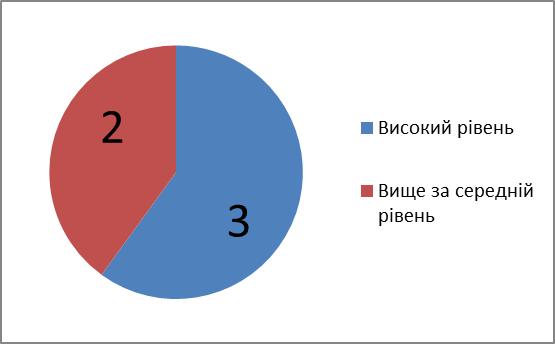 2
3
Високий рівень
Вище за середній
рівень